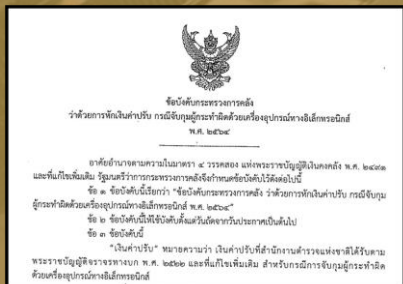 ข้อบังคับกระทรวงการคลัง
ว่าด้วยการหักเงินค่าปรับ กรณีจับกุมผู้กระทำผิดด้วยเครื่องอุปกรณ์ทางอิเล็กทรอนิกส์
พ.ศ. ๒๕๖๔
อาศัยอำนาจตามความในมาตรา ๔ วรรคสอง แห่งพระราชบัญญัติเงินคงคลัง พ.ศ. ๒๔๙๑
และที่แก้ไขเพิ่มเติม รัฐมนตรีว่าการกระทรวงการคลังจึงกำหนดข้อบังคับไว้ดังต่อไปนี้
ข้อ ๑ ข้อบังคับนี้เรียกว่า “ข้อบังคับกระทรวงการคลัง ว่าด้วยการหักเงินค่าปรับ กรณีจับกุม
ผู้กระทำผิดด้วยเครื่องอุปกรณ์ทางอิเล็กทรอนิกส์ พ.ศ. ๒๕๖๔”
ข้อ ๒ ข้อบังคับนี้ให้ใช้บังคับตั้งแต่วันถัดจากวันประกาศเป็นต้นไป
ข้อ ๓ ข้อบังคับนี้
“เงินค่าปรับ” หมายความว่า เงินค่าปรับที่สำนักงานตำรวจแห่งชาติได้รับตาม
พระราชบัญญัติจราจรทางบก พ.ศ. ๒๕๒๒ และที่แก้ไขเพิ่มเติม สำหรับกรณีการจับกุมผู้กระทำผิด
ด้วยเครื่องอุปกรณ์ทางอิเล็กทรอนิกส์